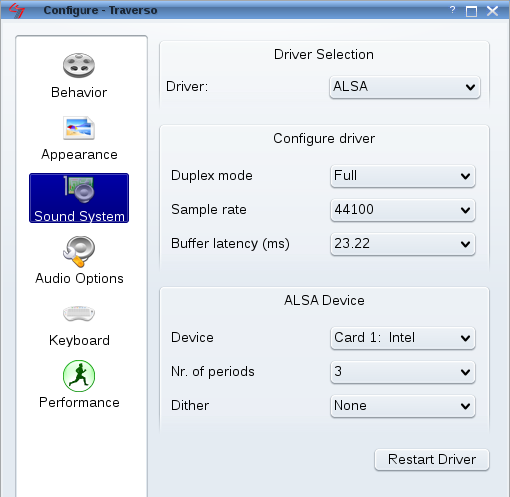 Configure - Traverso
?
Behavior
Appearance
Sound System
Audio Options
Keyboard
Performance
Driver Selection
Driver: ALSA
Configure driver
Duplex mode Full
Sample rate 44100
Buffer latency (ms) 23.22
ALSA Device
Device Card 1: Intel
Nr. of periods 3
Dither None
Restart Driver